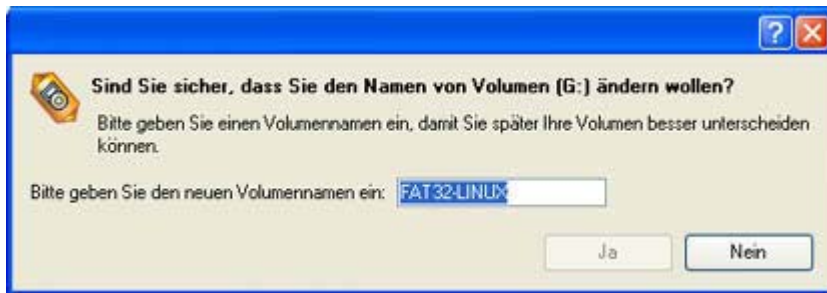 Sind Sie sicher, dass Sie den Namen von Volumen (G:) ändern wollen?
Bitte geben Sie einen Volumennamen ein, damit Sie später Ihre Volumen besser unterscheiden
können.
Bitte geben Sie den neuen Volumennamen ein: FAT32-LINUX
Ja Nein